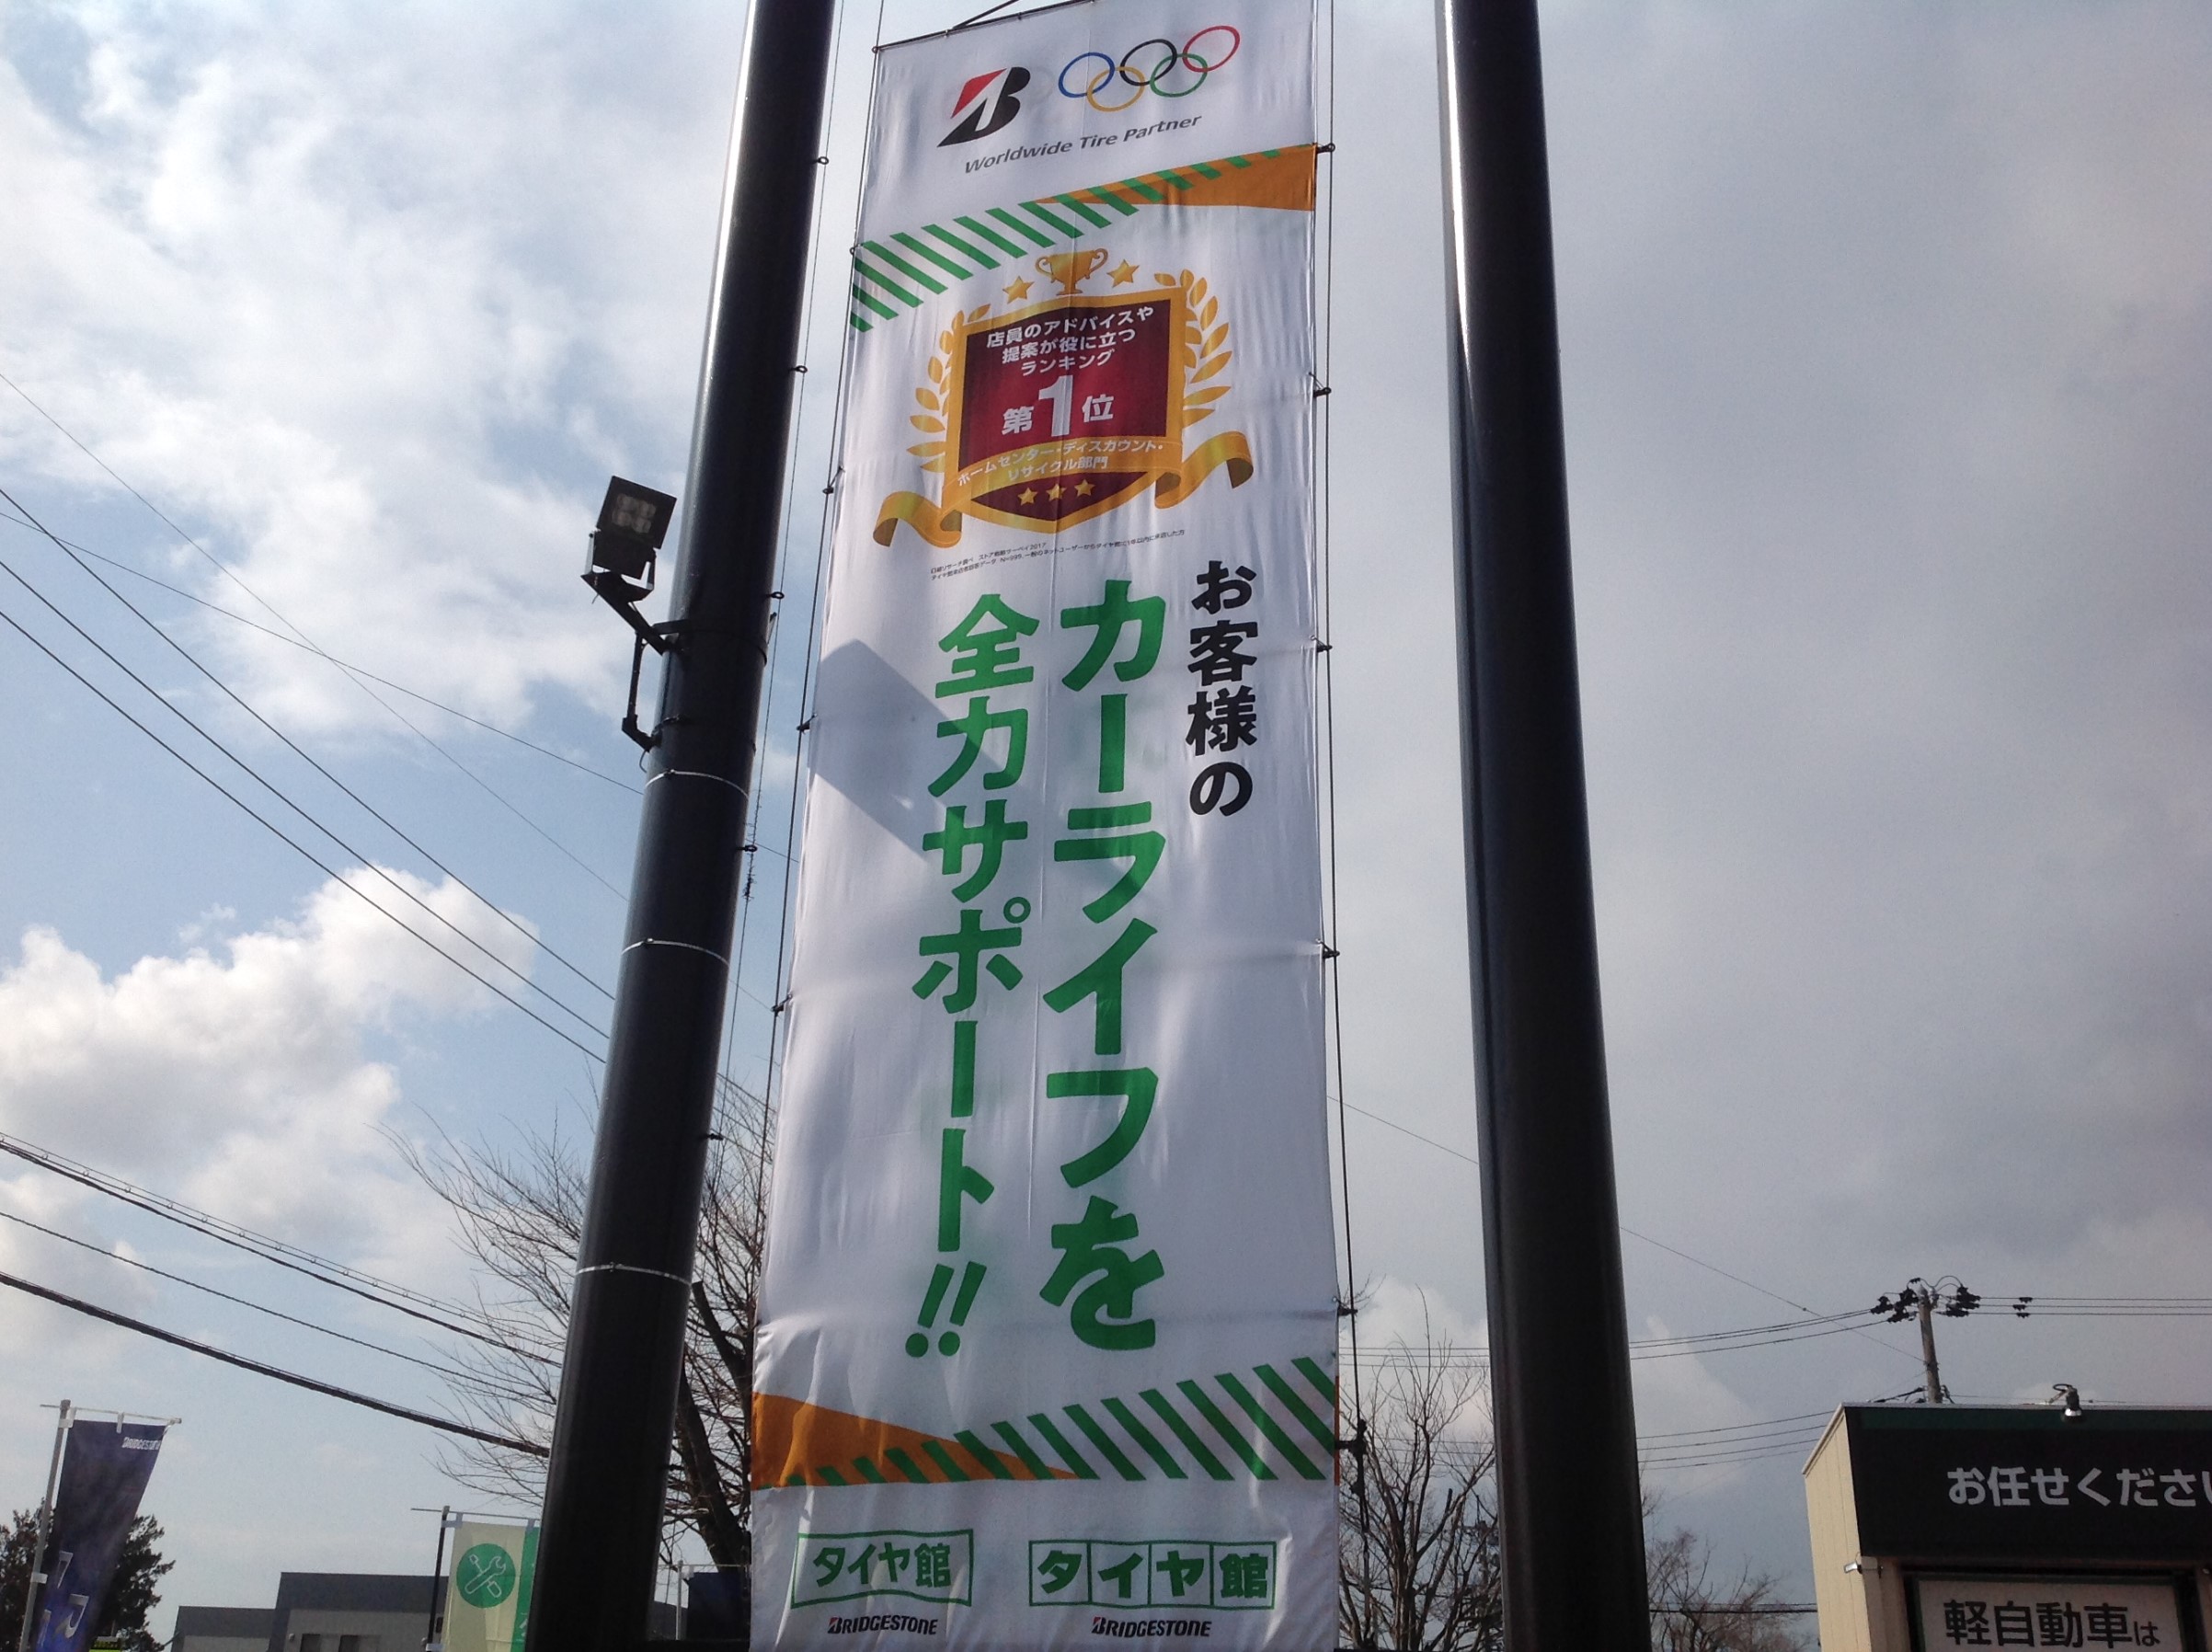 Worldwide Tire Partner
店員のアドバイスや
提案が役に立つ
ランキング
第1位
ホームセンター・ディスカウント・
リサイクル部門
お客様の
カーライフを
全力サポート!!
タイヤ館
BRIDGESTONE
タイヤ館
BRIDGESTONE
BRIDGESTONE
お任せくださ
軽自動車は